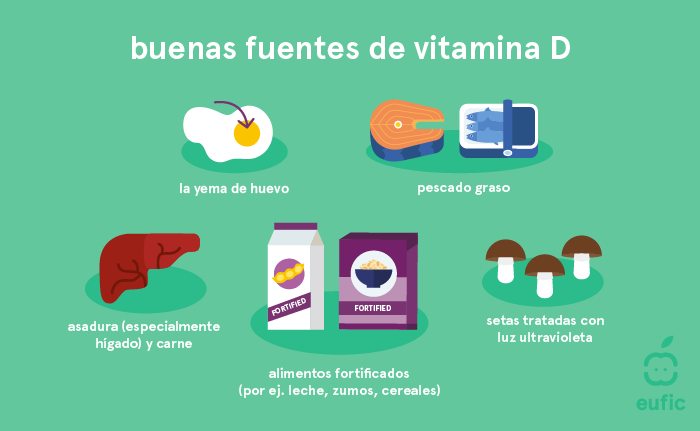 buenas fuentes de vitamina D
la yema de huevo
pescado graso
asadura (especialmente
hígado) y carne
FORTIFIED
FORTIFIED
alimentos fortificados
(por ej. leche, zumos, cereales)
setas tratadas con
luz ultravioleta
eufic